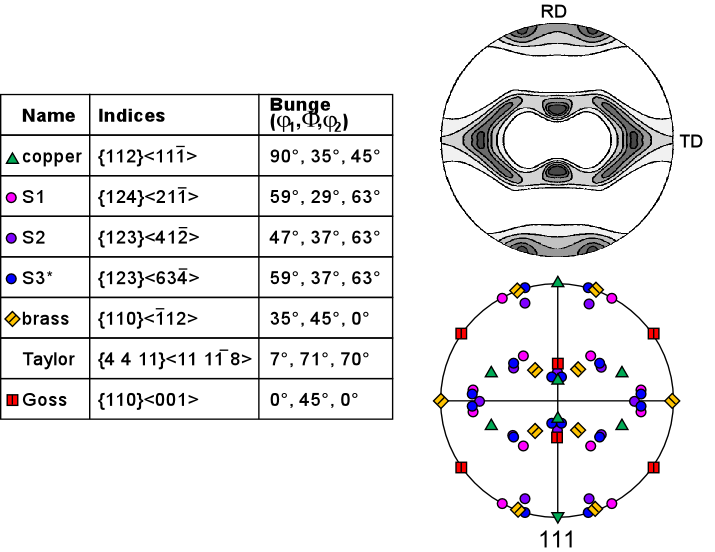 RD
TD
Name Indices Bunge (φ₁,Φ,φ₂)
copper {112}<111̄> 90°, 35°, 45°
S1 {124}<211̄> 59°, 29°, 63°
S2 {123}<412̄> 47°, 37°, 63°
S3* {123}<634̄> 59°, 37°, 63°
brass {110}<1̄12> 35°, 45°, 0°
Taylor {4 4 11}<11 11̄ 8> 7°, 71°, 70°
Goss {110}<001> 0°, 45°, 0°
111